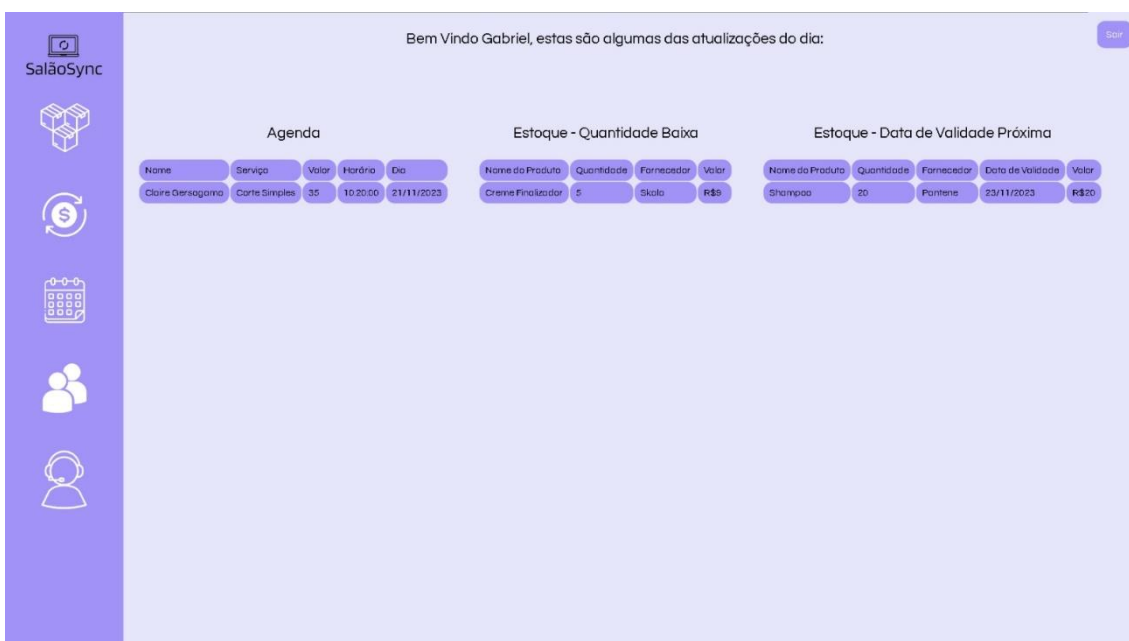 SalãoSync
Bem Vindo Gabriel, estas são algumas das atualizações do dia:
Sair
Agenda
Nome Serviço Valor Horário Dia
Claire Gersagama Corte Simples 35 10:20:00 21/11/2023
Estoque - Quantidade Baixa
Nome do Produto Quantidade Fornecedor Valor
Creme Finalizador 5 Skala R$9
Estoque - Data de Validade Próxima
Nome do Produto Quantidade Fornecedor Data de Validade Valor
Shampoo 20 Pantene 23/11/2023 R$20